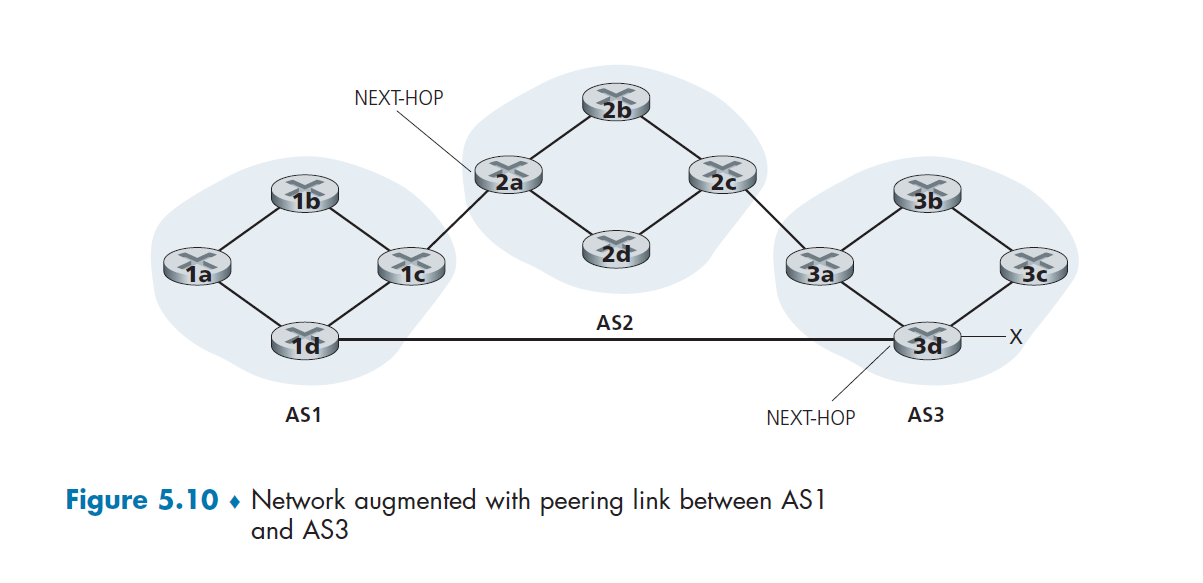 NEXT-HOP
2b
2a
2c
1b
3b
2d
1a
1c
3a
3c
AS2
1d
3d
X
AS1
NEXT-HOP
AS3
Figure 5.10 ♦ Network augmented with peering link between AS1
and AS3